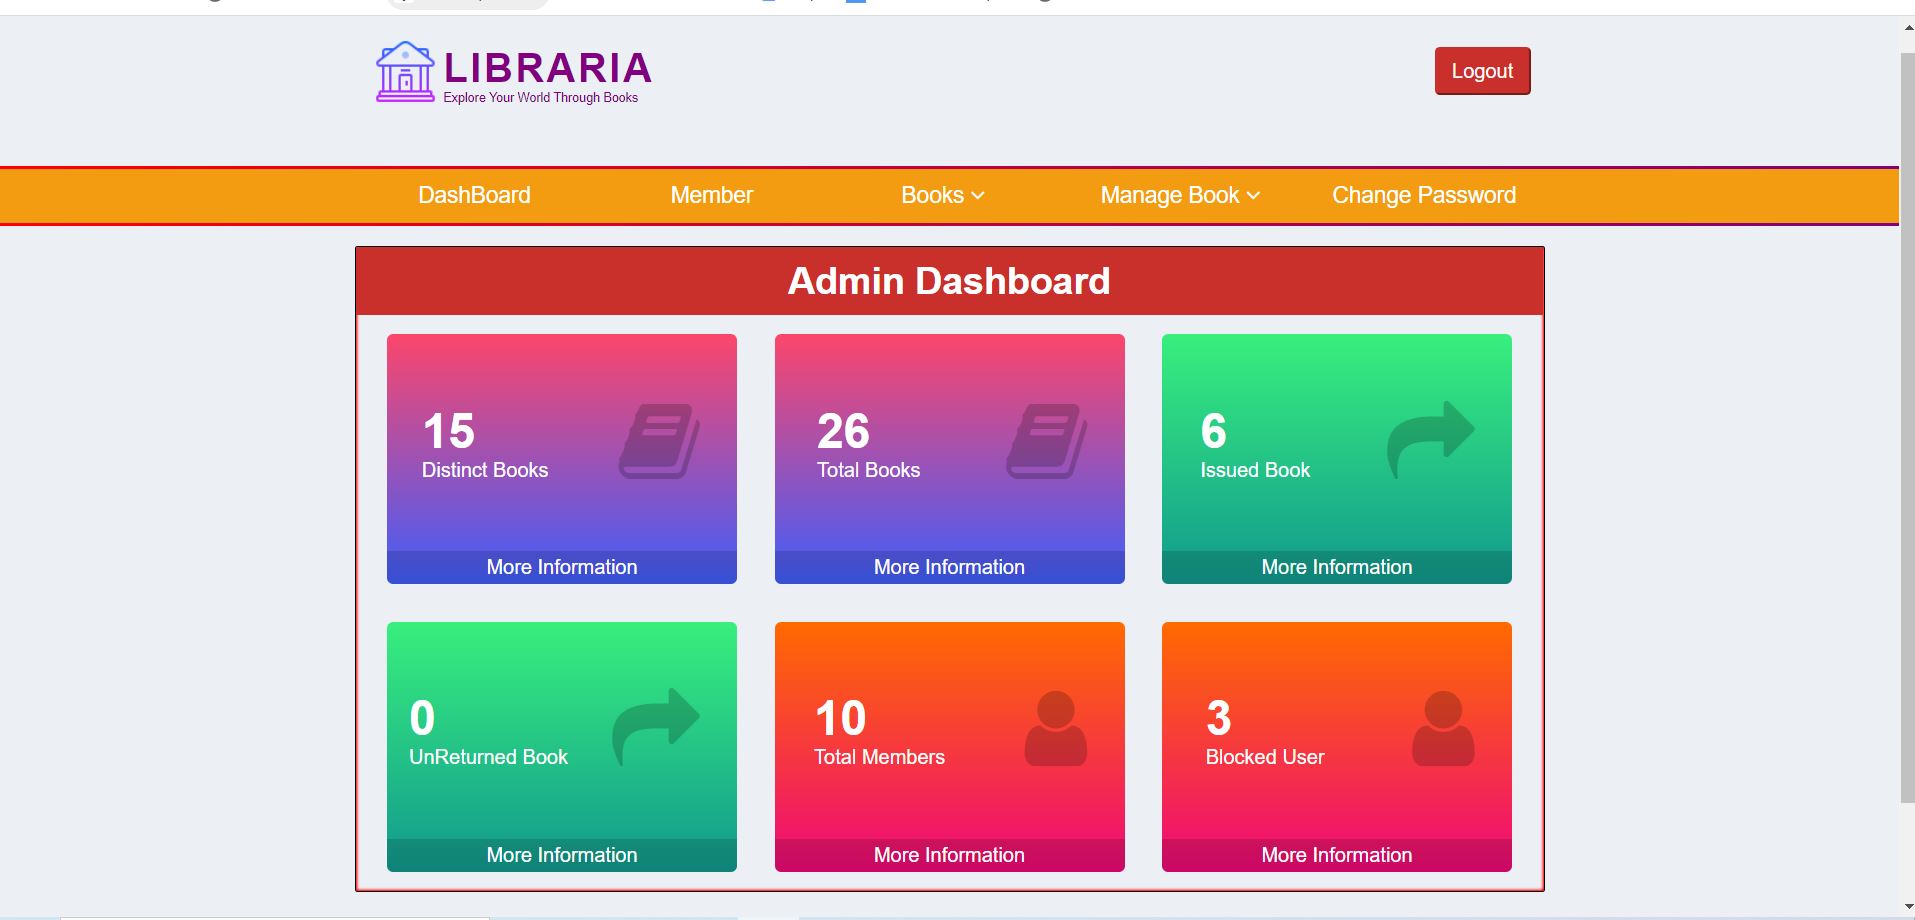 LIBRARIA
Explore Your World Through Books
Logout
DashBoard Member Books Manage Book Change Password
Admin Dashboard
15
Distinct Books
More Information
26
Total Books
More Information
6
Issued Book
More Information
0
UnReturned Book
More Information
10
Total Members
More Information
3
Blocked User
More Information